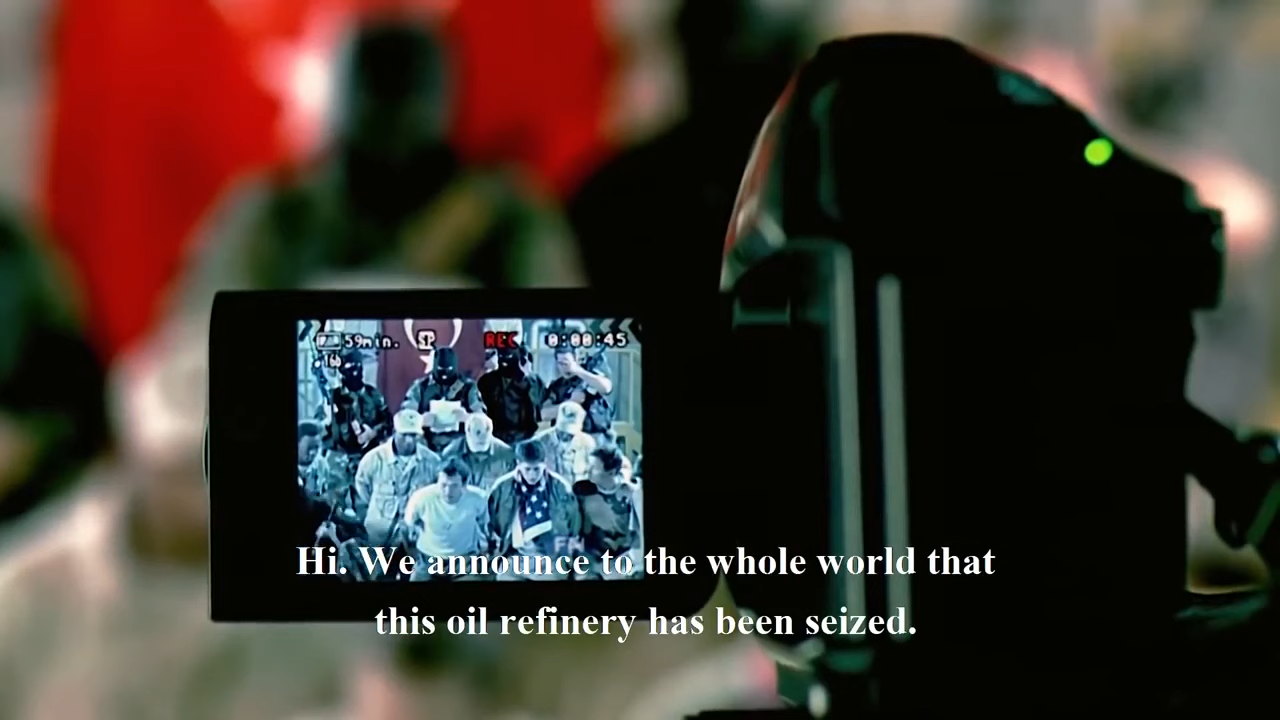 59min. SP REC 0:00:45
16b
Hi. We announce to the whole world that
this oil refinery has been seized.